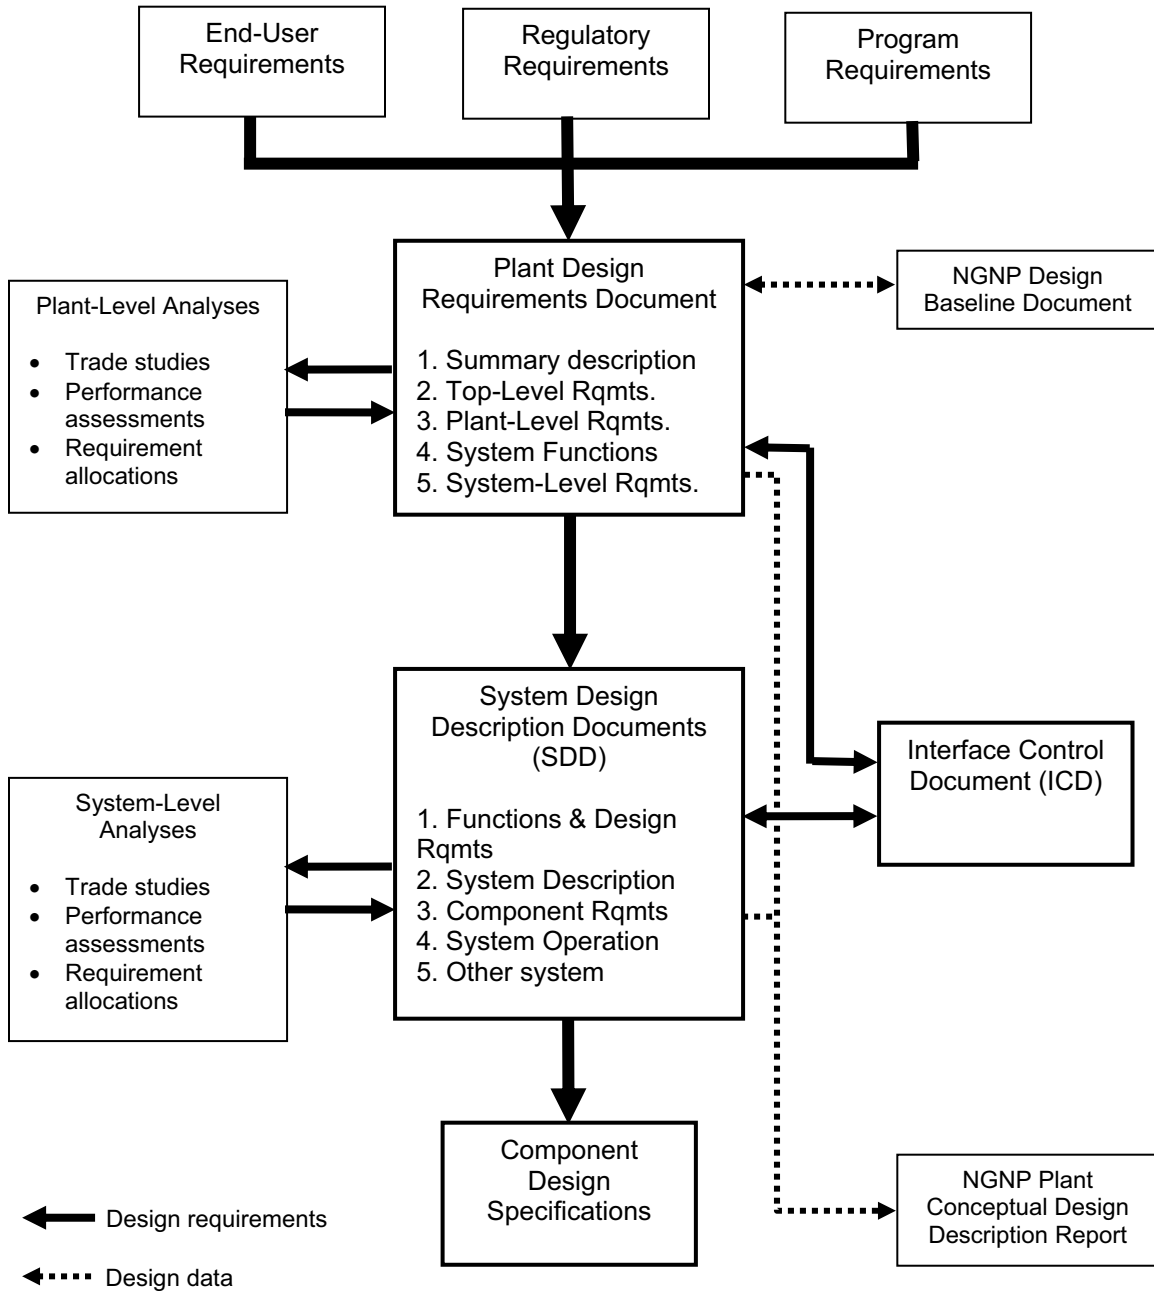 End-User
Requirements
Regulatory
Requirements
Program
Requirements
Plant Design
Requirements Document
1. Summary description
2. Top-Level Rqmts.
3. Plant-Level Rqmts.
4. System Functions
5. System-Level Rqmts.
NGNP Design
Baseline Document
Plant-Level Analyses
• Trade studies
• Performance
assessments
• Requirement
allocations
System Design
Description Documents
(SDD)
1. Functions & Design
Rqmts
2. System Description
3. Component Rqmts
4. System Operation
5. Other system
Interface Control
Document (ICD)
System-Level
Analyses
• Trade studies
• Performance
assessments
• Requirement
allocations
Component
Design
Specifications
NGNP Plant
Conceptual Design
Description Report
Design requirements
Design data